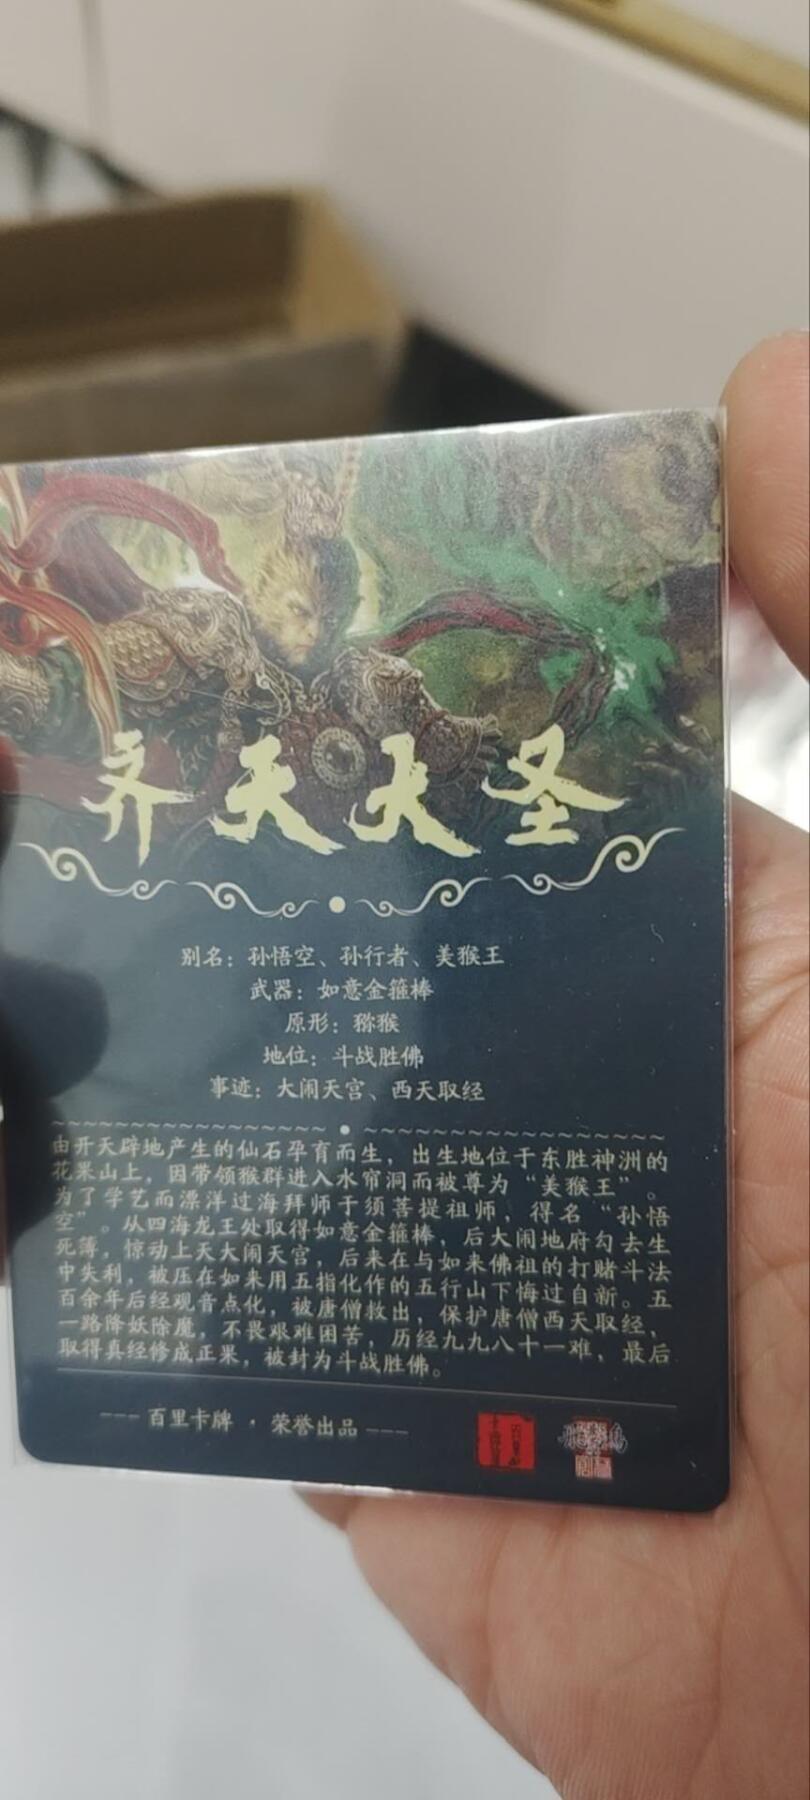 齐天大圣
别名：孙悟空、孙行者、美猴王
武器：如意金箍棒
原形：猕猴
地位：斗战胜佛
事迹：大闹天宫、西天取经
由开天辟地产生的仙石孕育而生，出生地位于东胜神洲的
花果山上，因带领猴群进入水帘洞而被尊为“美猴王”。
为了学艺而漂洋过海拜师于须菩提祖师，得名“孙悟
空”。从四海龙王处取得如意金箍棒，后大闹地府勾去生
死簿，惊动上天大闹天宫，后来在与如来佛祖的打赌斗法
中失利，被压在如来用五指化作的五行山下悔过自新。五
百余年后经观音点化，被唐僧救出，保护唐僧西天取经，
一路降妖除魔，不畏艰难困苦，历经九九八十一难，最后
取得真经修成正果，被封为斗战胜佛。
--- 百里卡牌 · 荣誉出品 ---